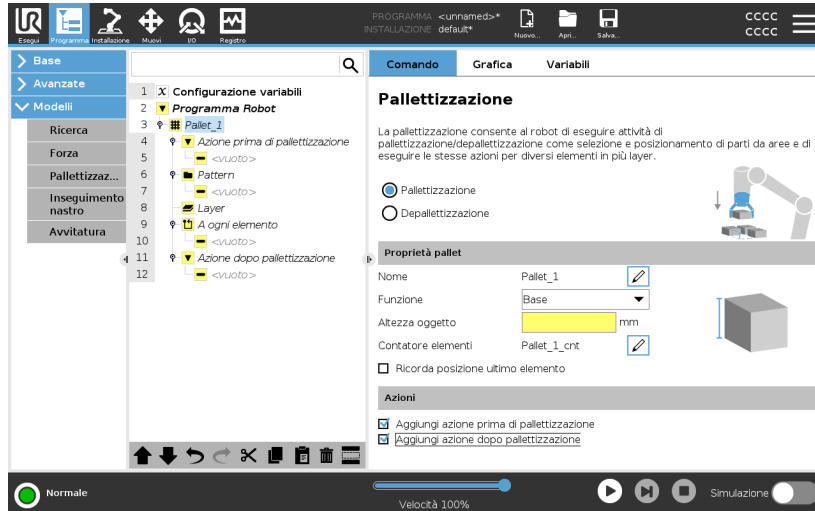 PROGRAMMA <unnamed>*
INSTALLAZIONE default*
cccc
cccc
Esegui Programma Installazione Muovi I/O Registro Nuovo... Apri... Salva...
Base
Avanzate
Modelli
Ricerca
Forza
Pallettizzaz...
Inseguimento
nastro
Avvitatura
1 X Configurazione variabili
2 Programma Robot
3 Pallet_1
4 Azione prima di pallettizzazione
5 <vuoto>
6 Pattern
7 <vuoto>
8 Layer
9 A ogni elemento
10 <vuoto>
11 Azione dopo pallettizzazione
12 <vuoto>
Comando Grafica Variabili
Pallettizzazione
La pallettizzazione consente al robot di eseguire attività di
pallettizzazione/depallettizzazione come selezione e posizionamento di parti da aree e di
eseguire le stesse azioni per diversi elementi in più layer.
Pallettizzazione
Depallettizzazione
Proprietà pallet
Nome Pallet_1
Funzione Base
Altezza oggetto mm
Contatore elementi Pallet_1_cnt
Ricorda posizione ultimo elemento
Azioni
Aggiungi azione prima di pallettizzazione
Aggiungi azione dopo pallettizzazione
Normale
Velocità 100%
Simulazione